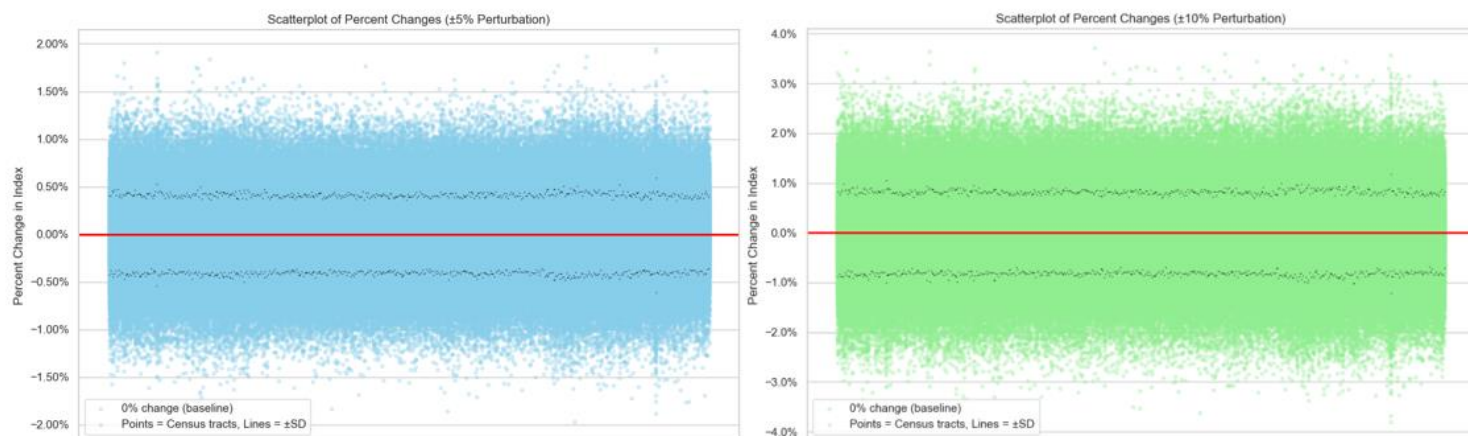 Scatterplot of Percent Changes (±5% Perturbation)
2.00%
1.50%
1.00%
0.50%
0.00%
−0.50%
−1.00%
−1.50%
−2.00%
Percent Change in Index
0% change (baseline)
Points = Census tracts, Lines = ±SD
Scatterplot of Percent Changes (±10% Perturbation)
4.0%
3.0%
2.0%
1.0%
0.0%
−1.0%
−2.0%
−3.0%
−4.0%
Percent Change in Index
0% change (baseline)
Points = Census tracts, Lines = ±SD